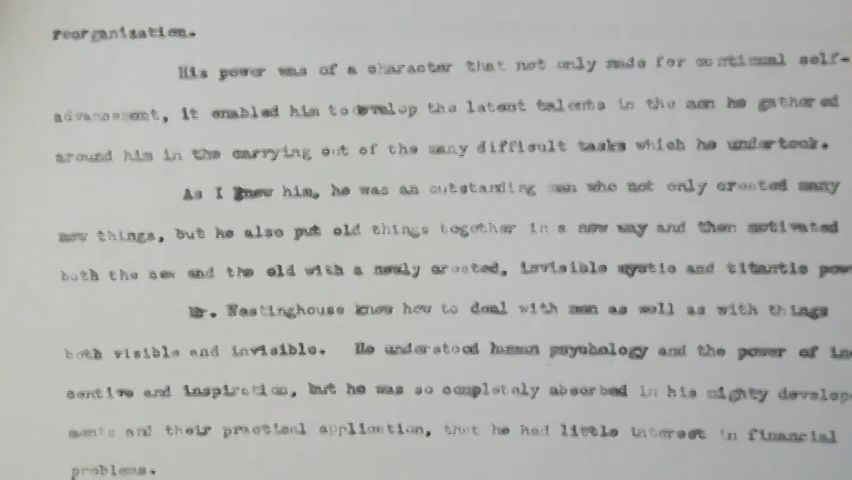 reorganization.
His power was of a character that not only made for continual self-
advancement, it enabled him to develop the latent talents in the men he gathered
around him in the carrying out of the many difficult tasks which he undertook.
As I knew him, he was an outstanding man who not only created many
new things, but he also put old things together in a new way and then motivated
both the new and the old with a newly created, invisible mystic and titantic pow
Mr. Westinghouse knew how to deal with men as well as with things
both visible and invisible. He understood human psychology and the power of in
centive and inspiration, but he was so completely absorbed in his mighty develop
ments and their practical application, that he had little interest in financial
problems.